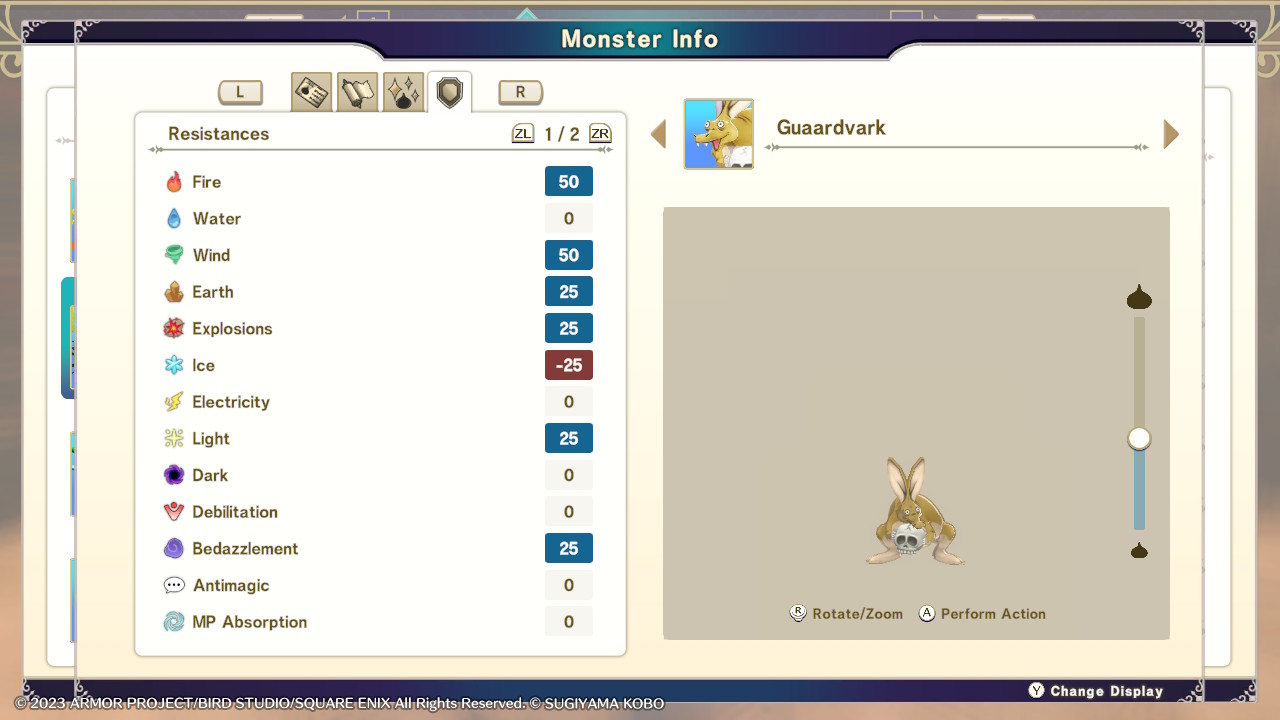 Monster Info
L
R
Resistances
ZL 1 / 2 ZR
Guaardvark
Fire 50
Water 0
Wind 50
Earth 25
Explosions 25
Ice -25
Electricity 0
Light 25
Dark 0
Debilitation 0
Bedazzlement 25
Antimagic 0
MP Absorption 0
R Rotate/Zoom A Perform Action
Y Change Display
© 2023 ARMOR PROJECT/BIRD STUDIO/SQUARE ENIX All Rights Reserved. © SUGIYAMA KOBO